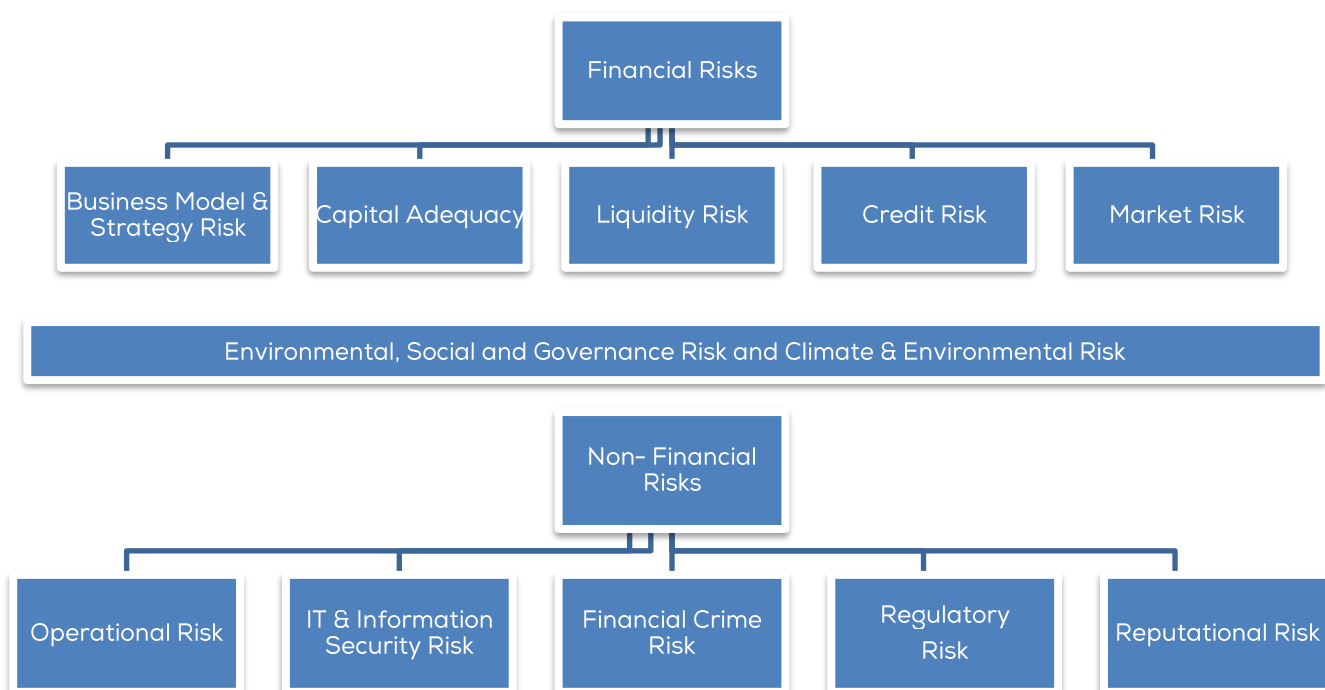 Financial Risks
Business Model &
Strategy Risk
Capital Adequacy
Liquidity Risk
Credit Risk
Market Risk
Environmental, Social and Governance Risk and Climate & Environmental Risk
Non- Financial
Risks
Operational Risk
IT & Information
Security Risk
Financial Crime
Risk
Regulatory
Risk
Reputational Risk